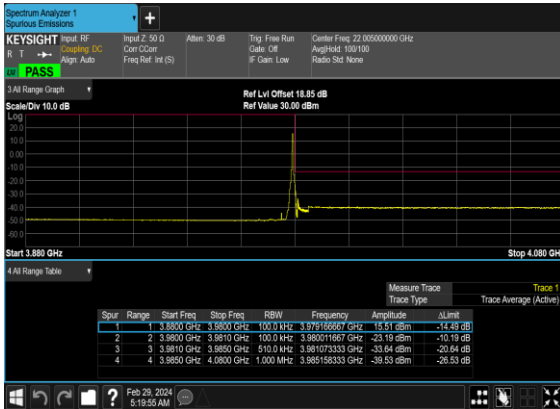 Spectrum Analyzer 1
Spurious Emissions
KEYSIGHT Input: RF Input Z: 50 Ω Atten: 30 dB Trig: Free Run Center Freq: 22.005000000 GHz
R T Coupling: DC Corr CCorr Gate: Off Avg|Hold: 100/100
Align: Auto Freq Ref: Int (S) IF Gain: Low Radio Std: None
LXI PASS
3 All Range Graph
Ref Lvl Offset 18.85 dB
Scale/Div 10.0 dB Ref Value 30.00 dBm
Log
20.0
10.0
0.00
-10.0
-20.0
-30.0
-40.0
-50.0
-60.0
Start 3.880 GHz Stop 4.080 GH
4 All Range Table
Measure Trace Trace 1
Trace Type Trace Average (Active)
Spur Range Start Freq Stop Freq RBW Frequency Amplitude ΔLimit
1 1 3.8800 GHz 3.9800 GHz 100.0 kHz 3.979166667 GHz 15.51 dBm -14.49 dB
2 2 3.9800 GHz 3.9810 GHz 100.0 kHz 3.980011667 GHz -23.19 dBm -10.19 dB
3 3 3.9810 GHz 3.9850 GHz 510.0 kHz 3.981073333 GHz -33.64 dBm -20.64 dB
4 4 3.9850 GHz 4.0800 GHz 1.000 MHz 3.985158333 GHz -39.53 dBm -26.53 dB
Feb 29, 2024
5:19:55 AM